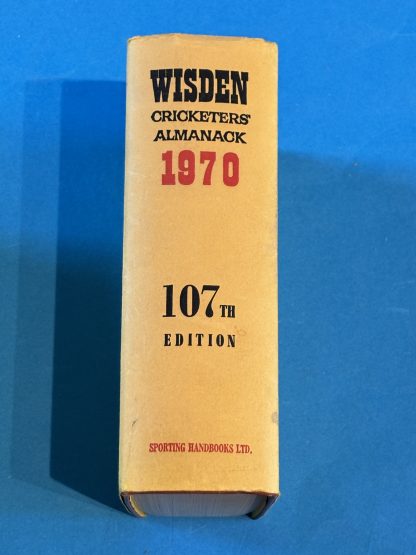 WISDEN
CRICKETERS'
ALMANACK
1970
107TH
EDITION
SPORTING HANDBOOKS LTD.